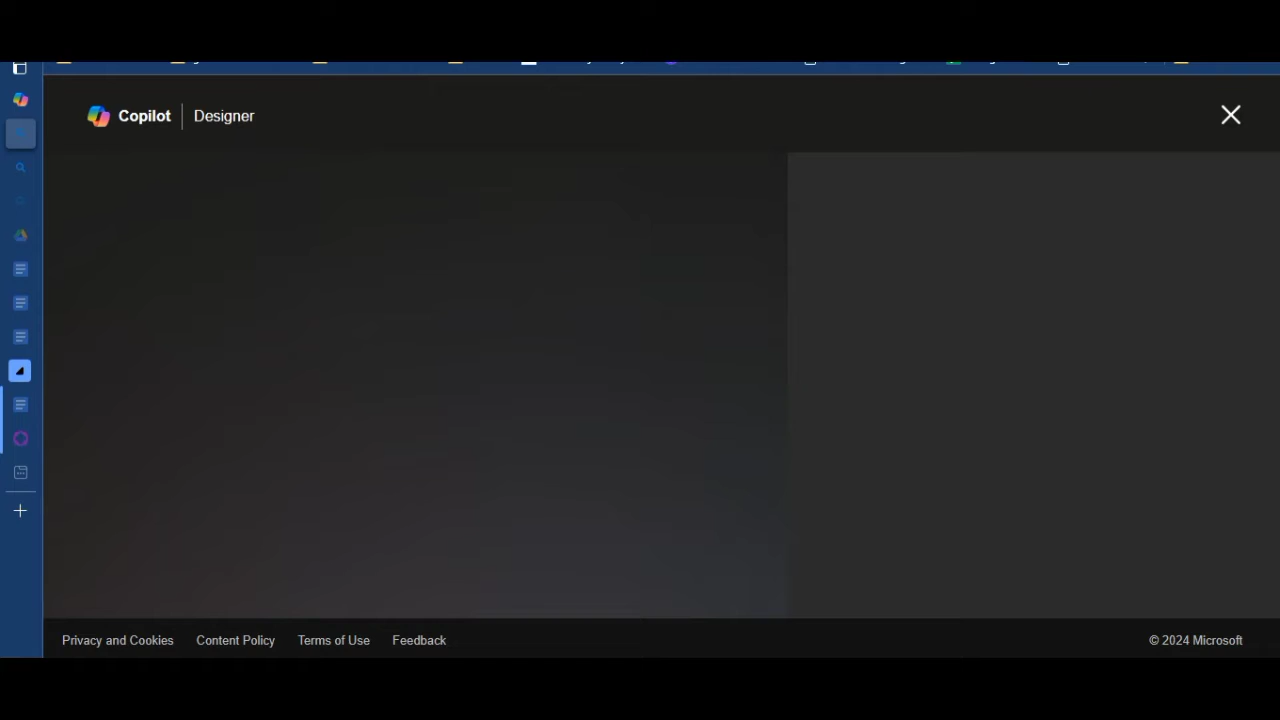 Copilot
Designer
Privacy and Cookies
Content Policy
Terms of Use
Feedback
© 2024 Microsoft